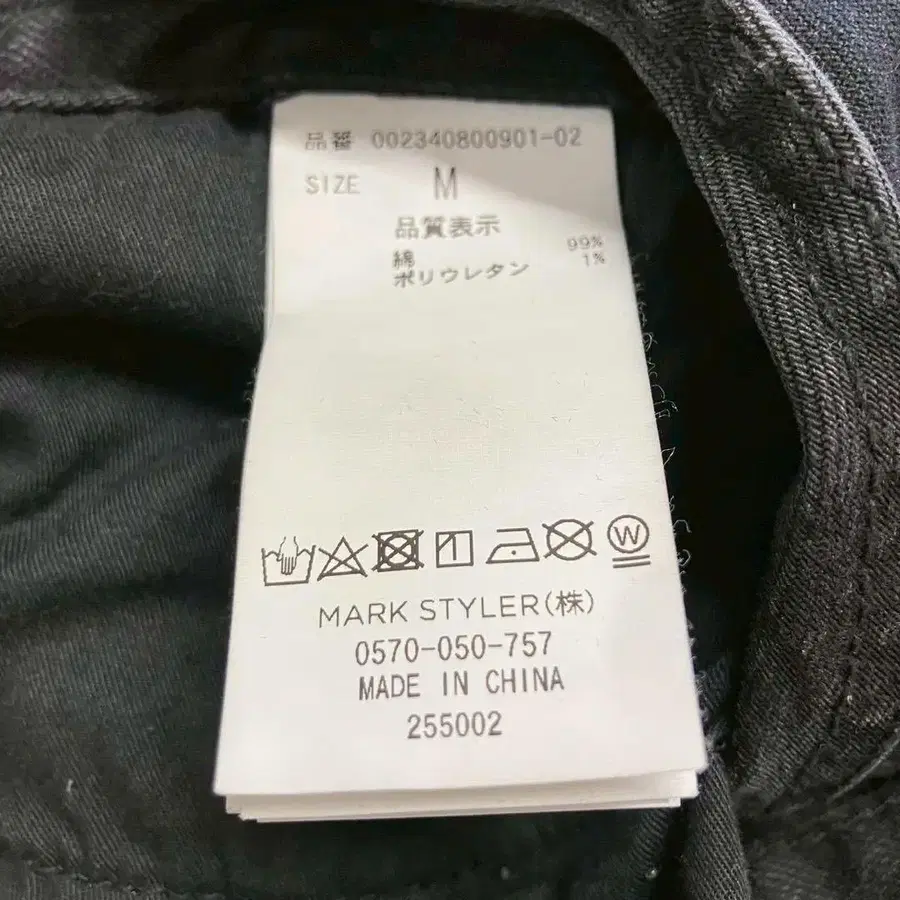 品番 002340800901-02
SIZE M
品質表示
綿 99%
ポリウレタン 1%
W
MARK STYLER(株)
0570-050-757
MADE IN CHINA
255002